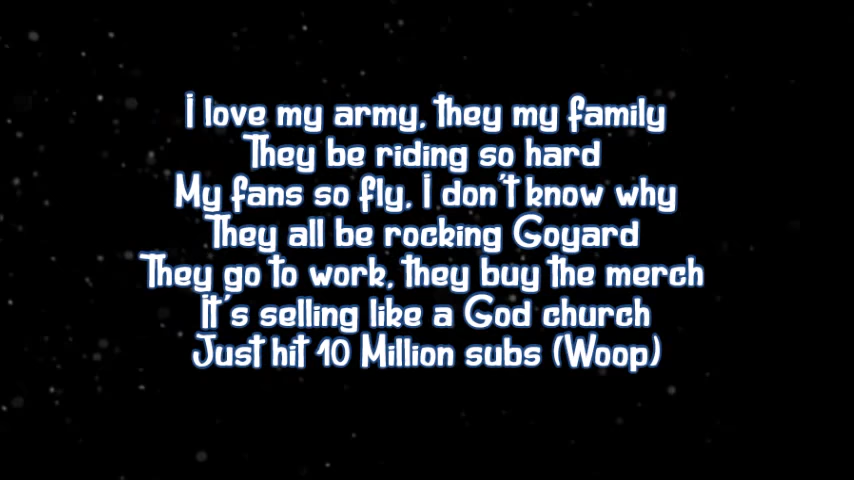 I love my army, they my family
They be riding so hard
My fans so fly, I don't know why
They all be rocking Goyard
They go to work, they buy the merch
It's selling like a God church
Just hit 10 Million subs (Woop)